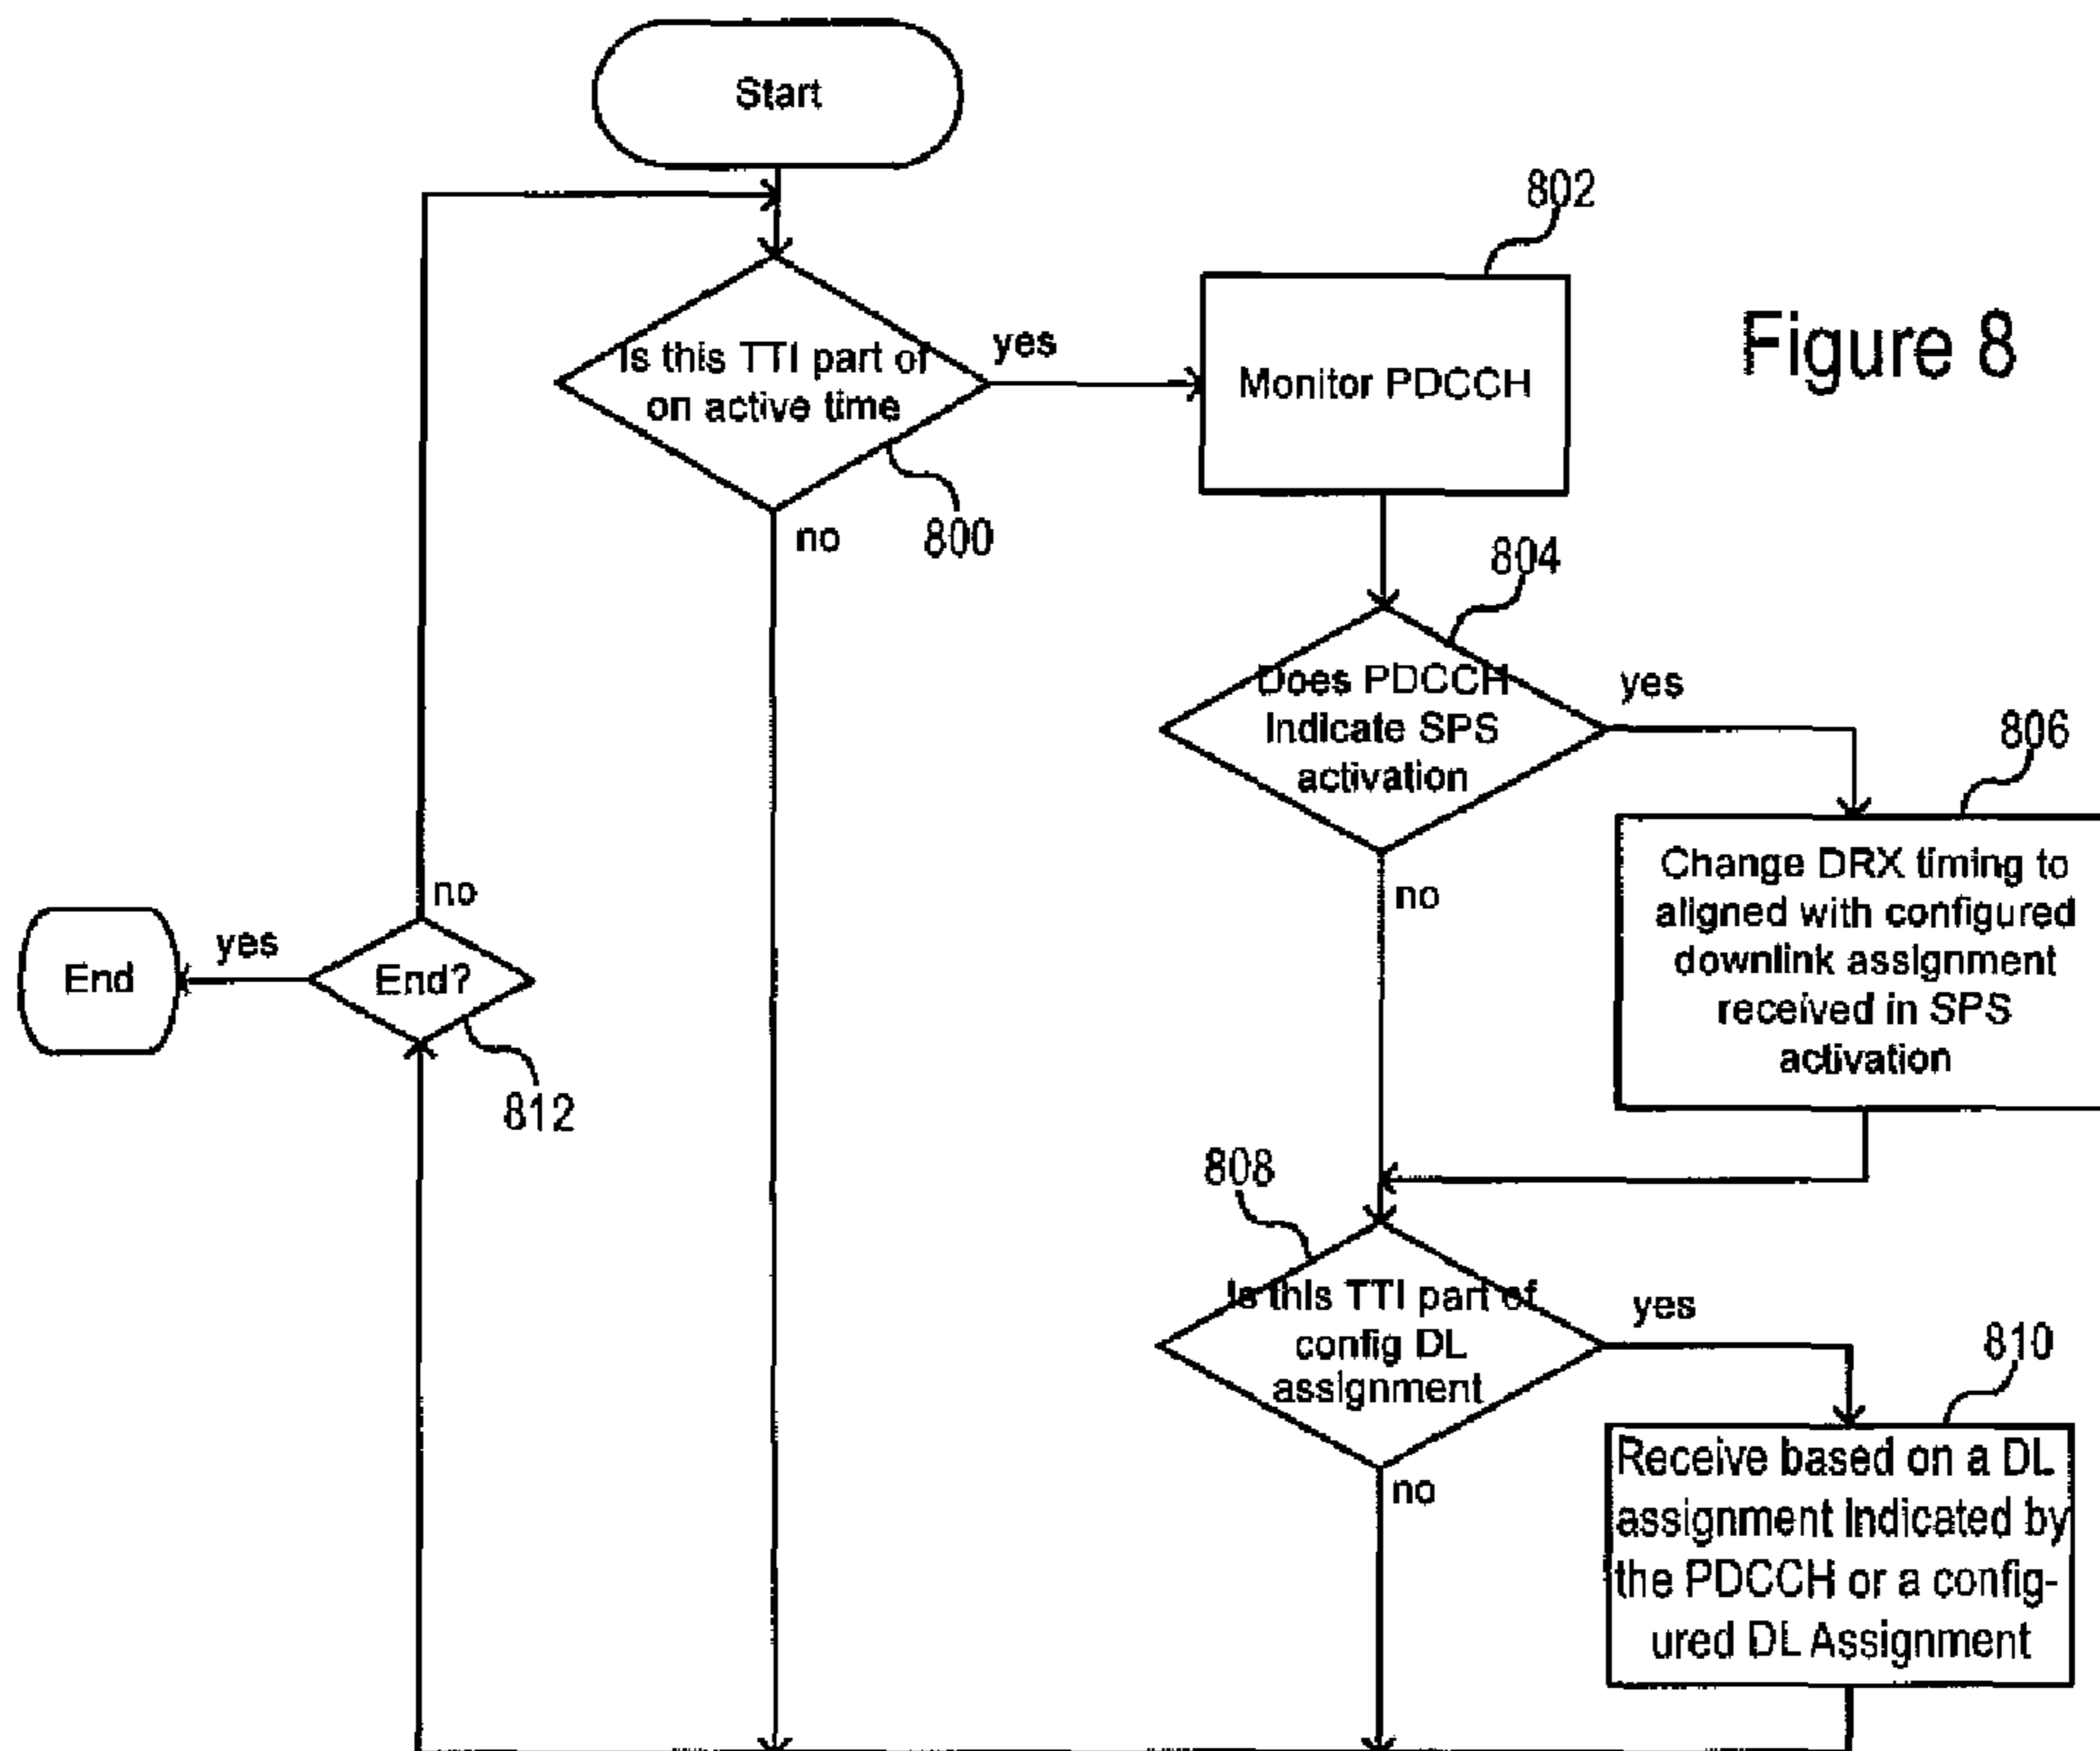 Start
802
Figure 8
Is this TTI part of
on active time
yes
Monitor PDCCH
no
800
804
Does PDCCH
Indicate SPS
activation
yes
806
Change DRX timing to
aligned with configured
downlink assignment
received in SPS
activation
no
no
End
yes
End?
812
808
Is this TTI part of
config DL
assignment
yes
810
Receive based on a DL
assignment indicated by
the PDCCH or a config-
ured DL Assignment
no